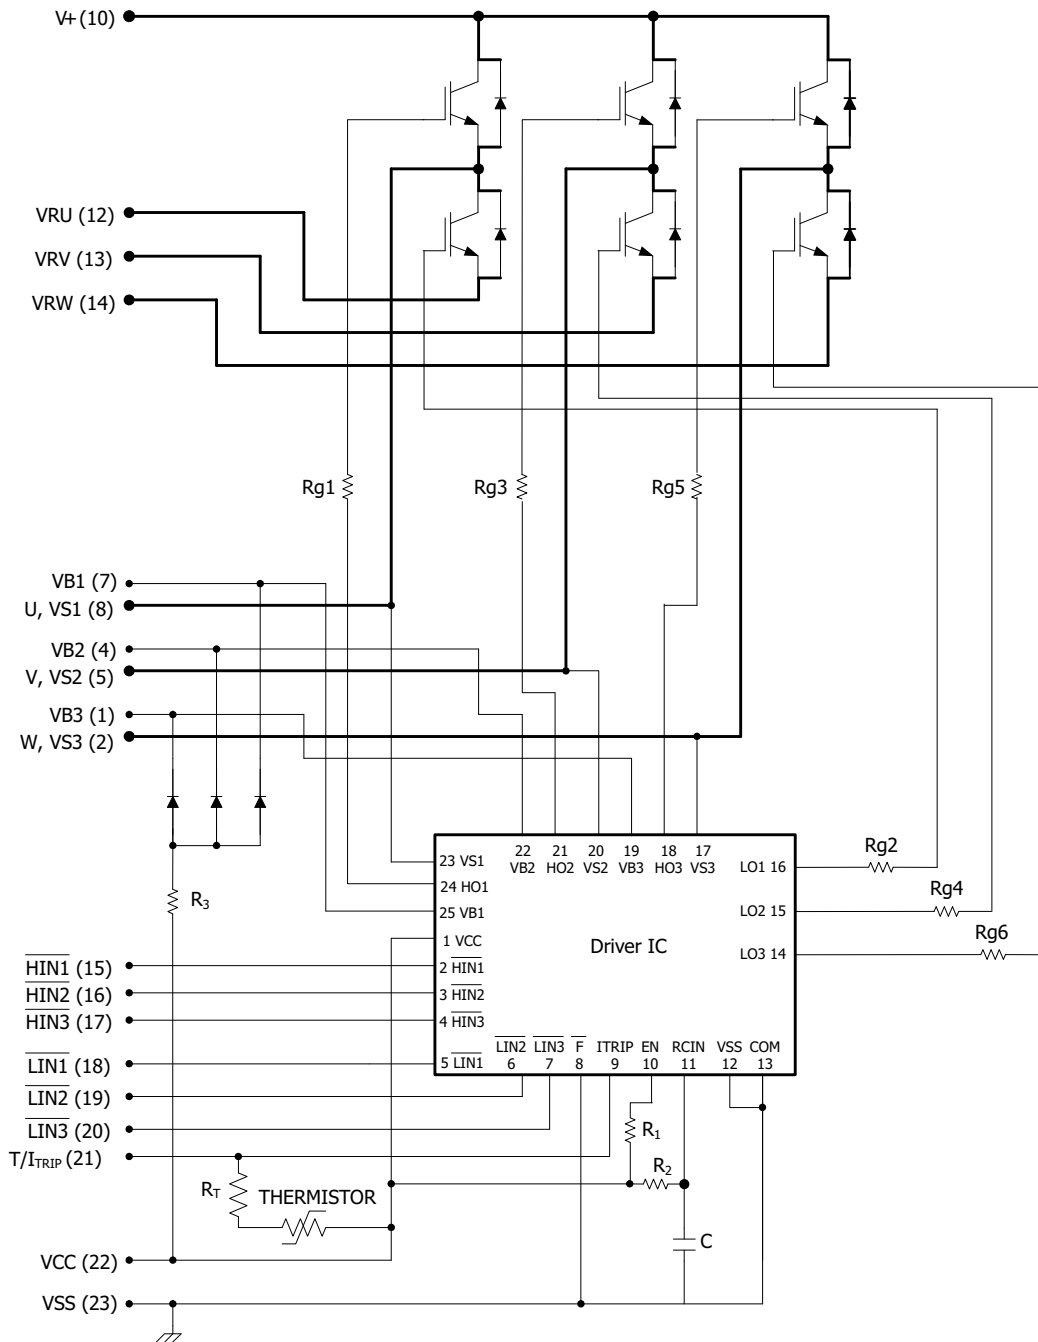 V+ (10)
VRU (12)
VRV (13)
VRW (14)
Rg1
Rg3
Rg5
VB1 (7)
U, VS1 (8)
VB2 (4)
V, VS2 (5)
VB3 (1)
W, VS3 (2)
R3
23 VS1
24 HO1
25 VB1
1 VCC
2 HIN1
3 HIN2
4 HIN3
5 LIN1
22 21 20 19 18 17
VB2 HO2 VS2 VB3 HO3 VS3
LO1 16
LO2 15
LO3 14
Rg2
Rg4
Rg6
Driver IC
LIN2 LIN3 F ITRIP EN RCIN VSS COM
6 7 8 9 10 11 12 13
HIN1 (15)
HIN2 (16)
HIN3 (17)
LIN1 (18)
LIN2 (19)
LIN3 (20)
T/ITRIP (21)
R1
R2
RT
THERMISTOR
C
VCC (22)
VSS (23)